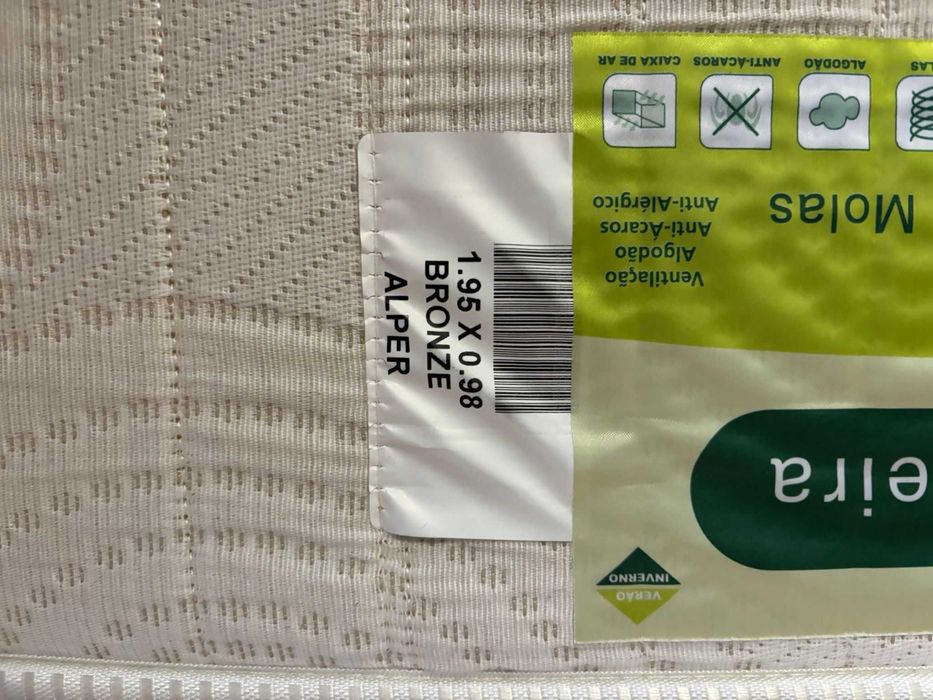 1.95 X 0.98
BRONZE
ALPER
VERÃO
INVERNO
eira
Molas
Ventilação
Algodão
Anti-Ácaros
Anti-Alérgico
LAS
ALGODÃO
ANTI-ÁCAROS
CAIXA DE AR